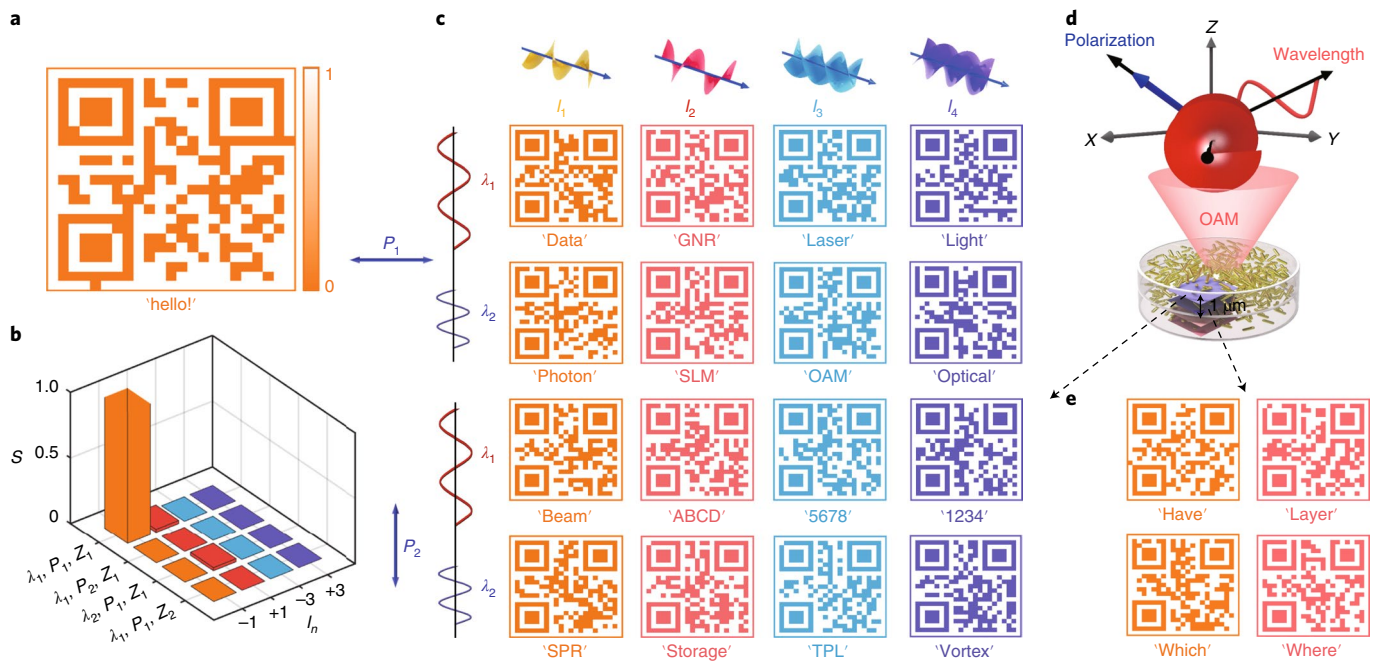 a
1
0
'hello!'
b
1.0
0.5
0
S
λ1, P1, Z1
λ1, P2, Z1
λ2, P1, Z1
λ1, P1, Z2
−1
+1
−3
+3
ln
c
l1 l2 l3 l4
P1
λ1
'Data' 'GNR' 'Laser' 'Light'
λ2
'Photon' 'SLM' 'OAM' 'Optical'
λ1
'Beam' 'ABCD' '5678' '1234'
P2
λ2
'SPR' 'Storage' 'TPL' 'Vortex'
d
Z
Polarization
Wavelength
X
Y
OAM
1 μm
e
'Have' 'Layer'
'Which' 'Where'